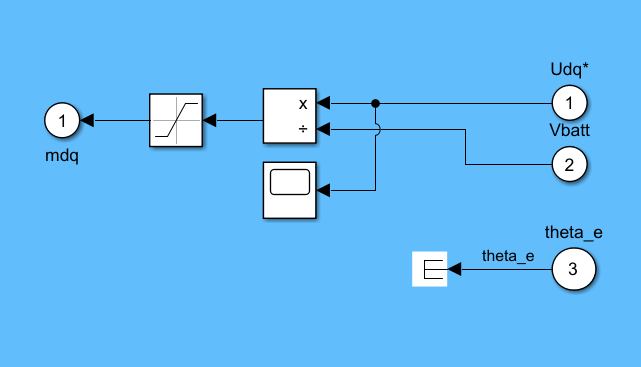 Udq*
1
Vbatt
2
x
÷
1
mdq
theta_e
theta_e
3